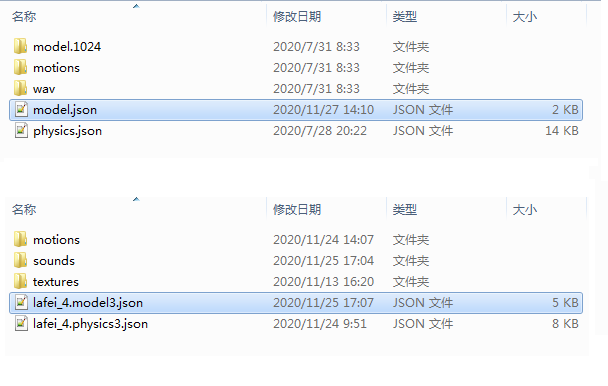 名称 修改日期 类型 大小
model.1024 2020/7/31 8:33 文件夹
motions 2020/7/31 8:33 文件夹
wav 2020/7/31 8:33 文件夹
model.json 2020/11/27 14:10 JSON 文件 2 KB
physics.json 2020/7/28 20:22 JSON 文件 14 KB
名称 修改日期 类型 大小
motions 2020/11/24 14:07 文件夹
sounds 2020/11/25 17:04 文件夹
textures 2020/11/13 16:20 文件夹
lafei_4.model3.json 2020/11/25 17:07 JSON 文件 5 KB
lafei_4.physics3.json 2020/11/24 9:51 JSON 文件 8 KB